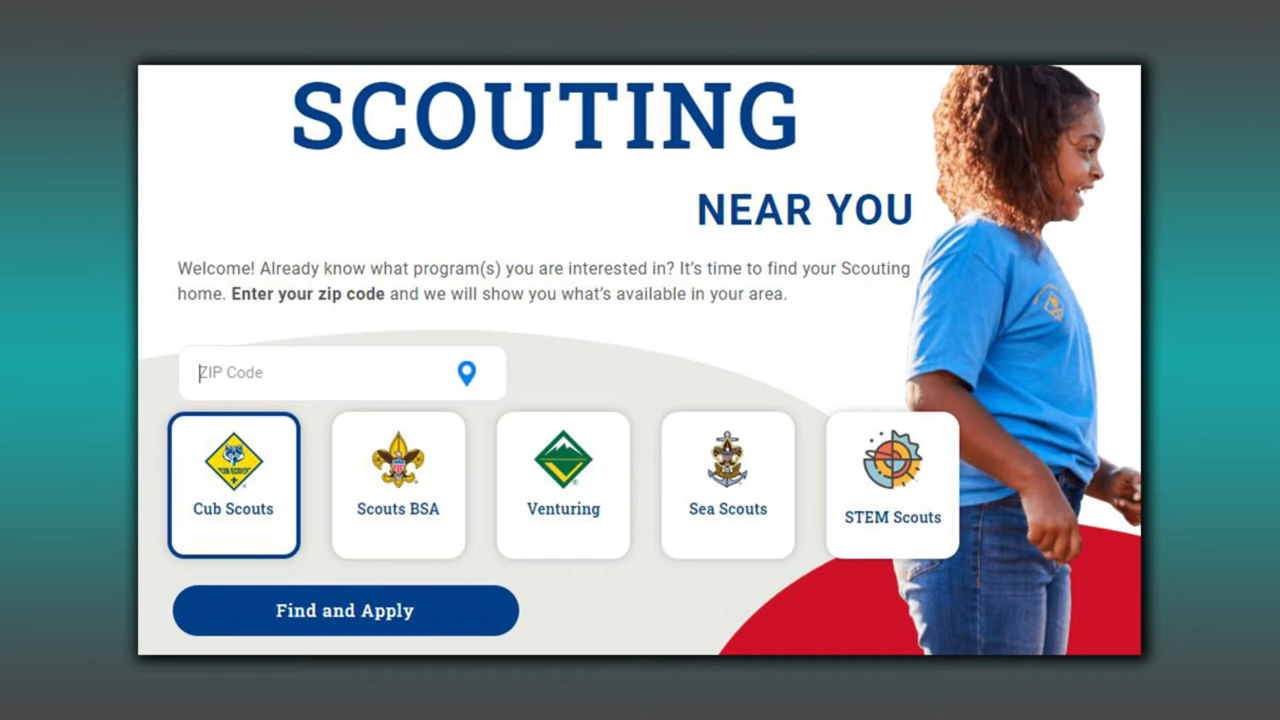 SCOUTING
NEAR YOU
Welcome! Already know what program(s) you are interested in? It's time to find your Scouting
home. Enter your zip code and we will show you what's available in your area.
ZIP Code
CUB SCOUTS
Cub Scouts
Scouts BSA
Venturing
Sea Scouts
STEM Scouts
Find and Apply